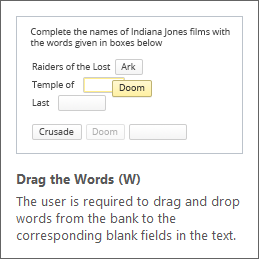 Complete the names of Indiana Jones films with
the words given in boxes below
Raiders of the Lost Ark
Temple of Doom
Last
Crusade Doom
Drag the Words (W)
The user is required to drag and drop
words from the bank to the
corresponding blank fields in the text.